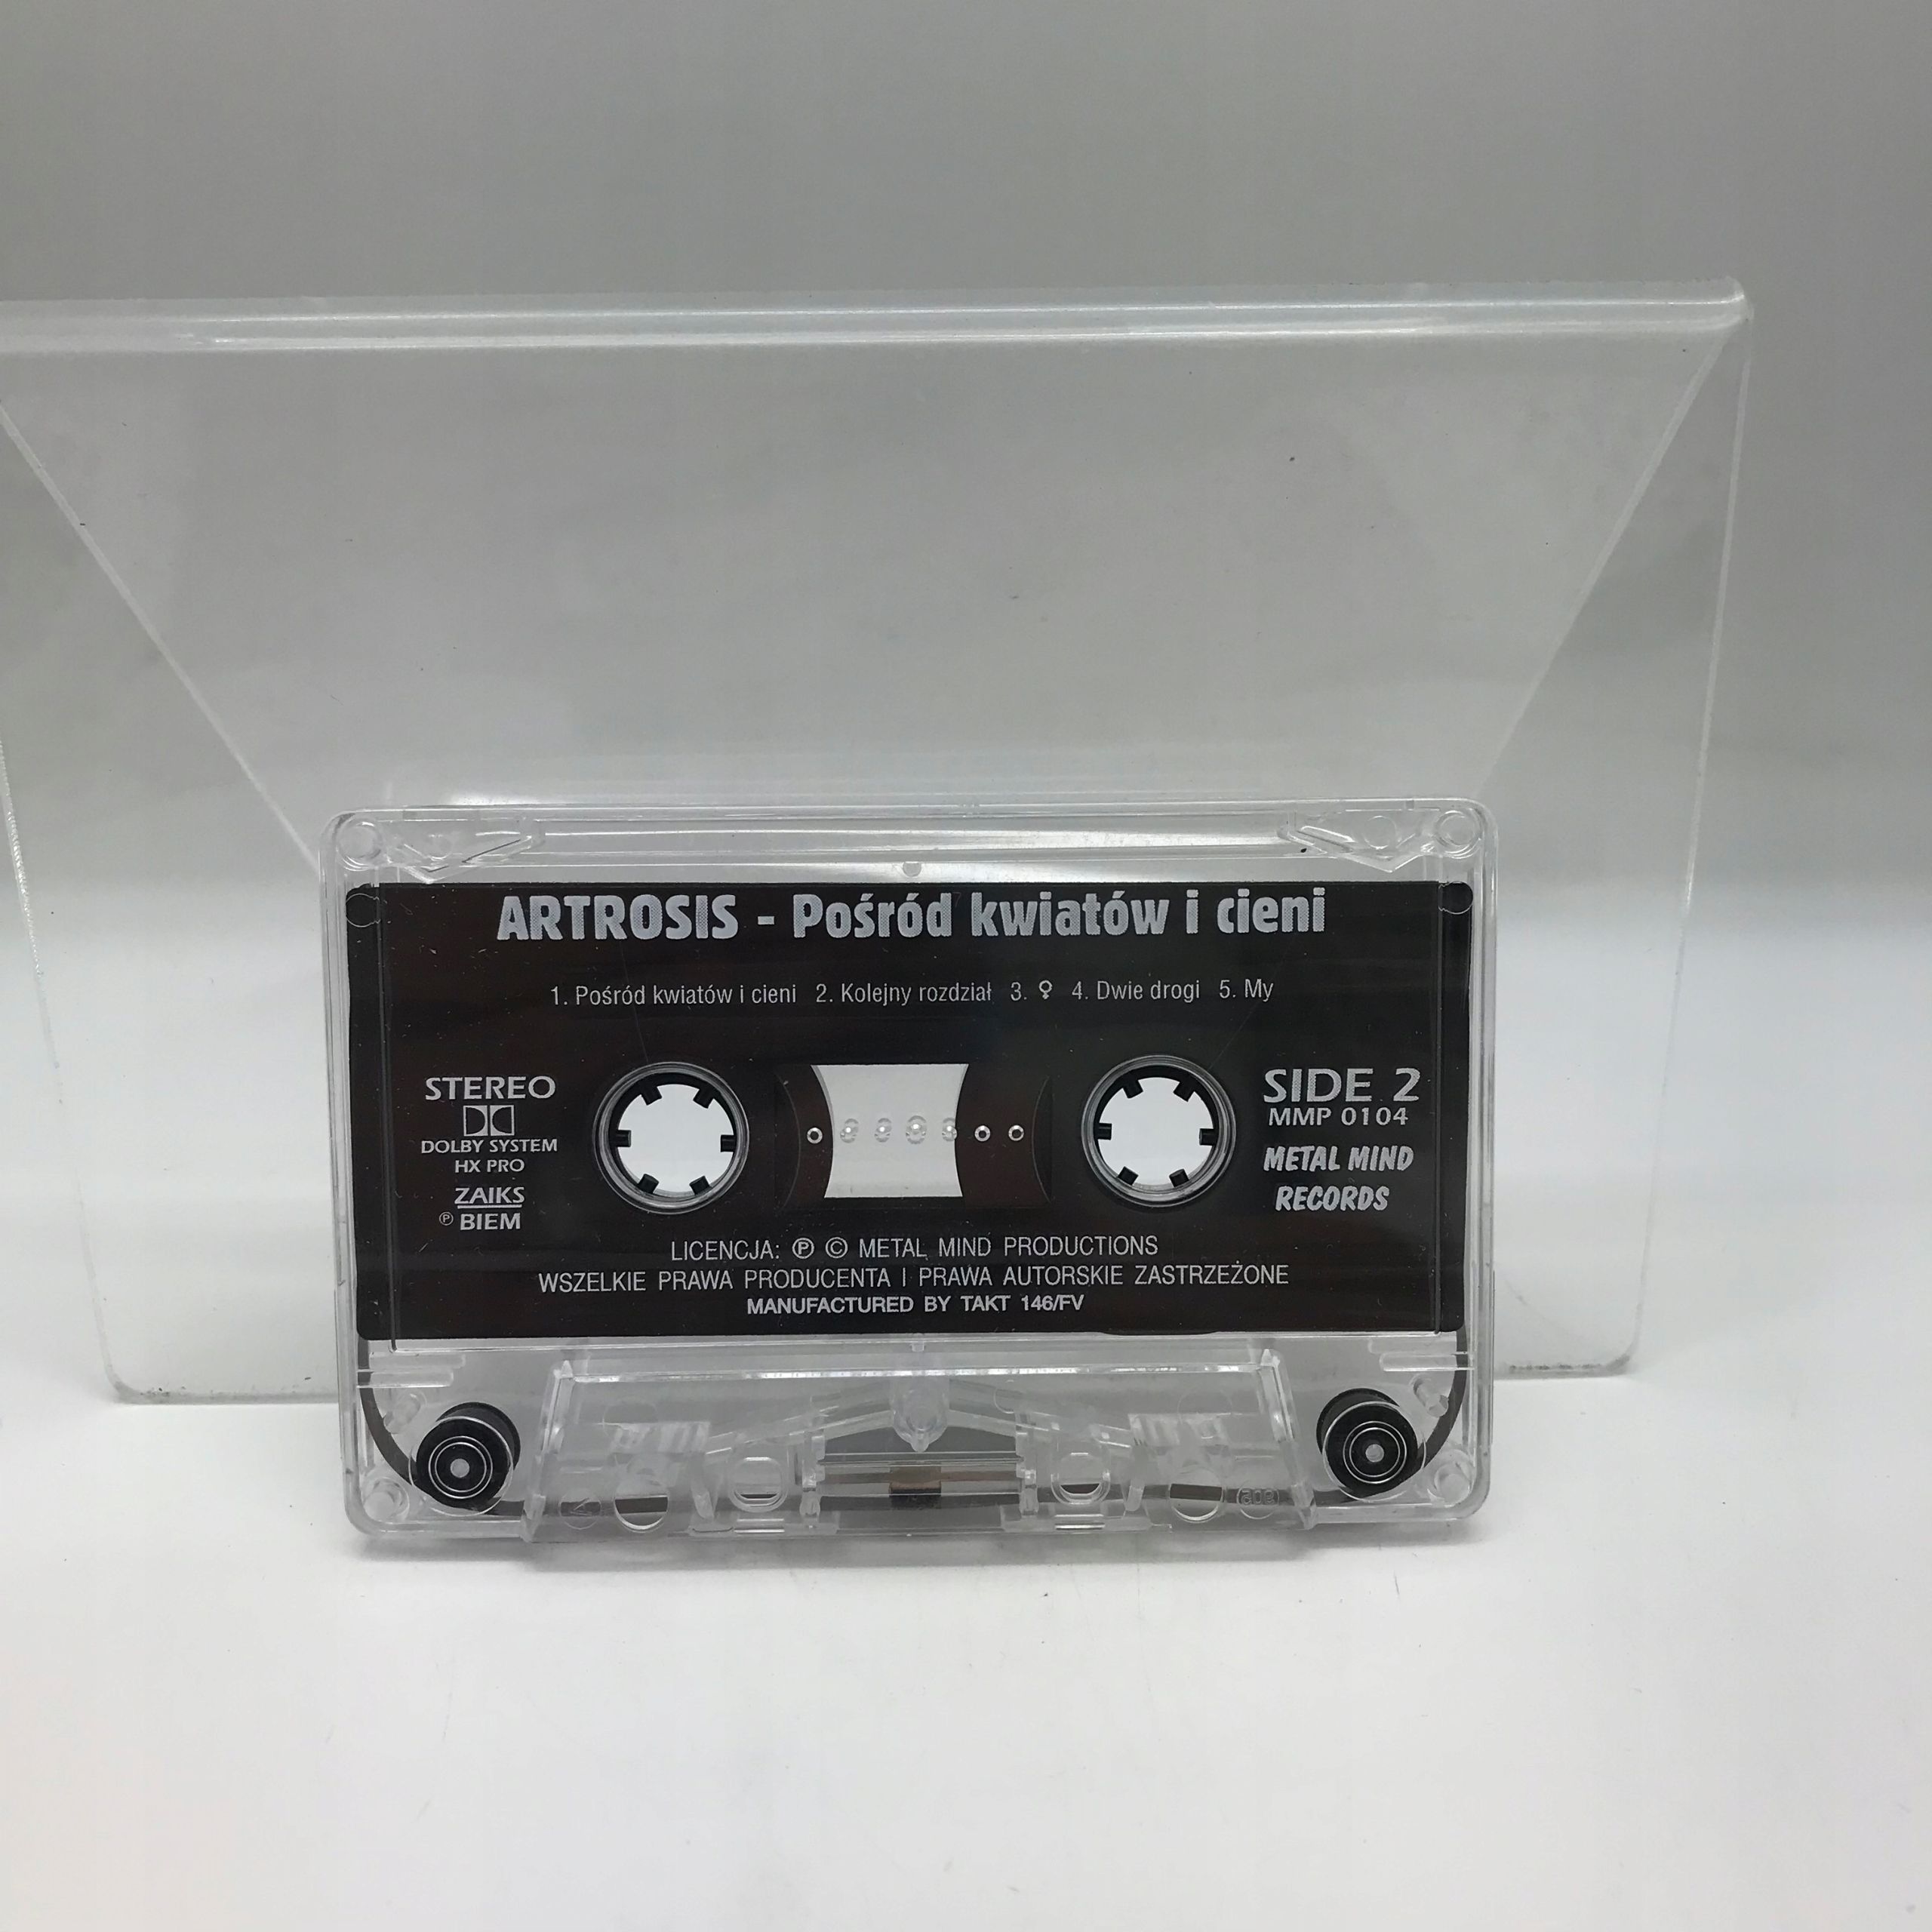 ARTROSIS - Pośród kwiatów i cieni
1. Pośród kwiatów i cieni 2. Kolejny rozdział 3. ♀ 4. Dwie drogi 5. My
STEREO
DOLBY SYSTEM
HX PRO
ZAIKS
℗ BIEM
SIDE 2
MMP 0104
METAL MIND
RECORDS
LICENCJA: ℗ © METAL MIND PRODUCTIONS
WSZELKIE PRAWA PRODUCENTA I PRAWA AUTORSKIE ZASTRZEŻONE
MANUFACTURED BY TAKT 146/FV